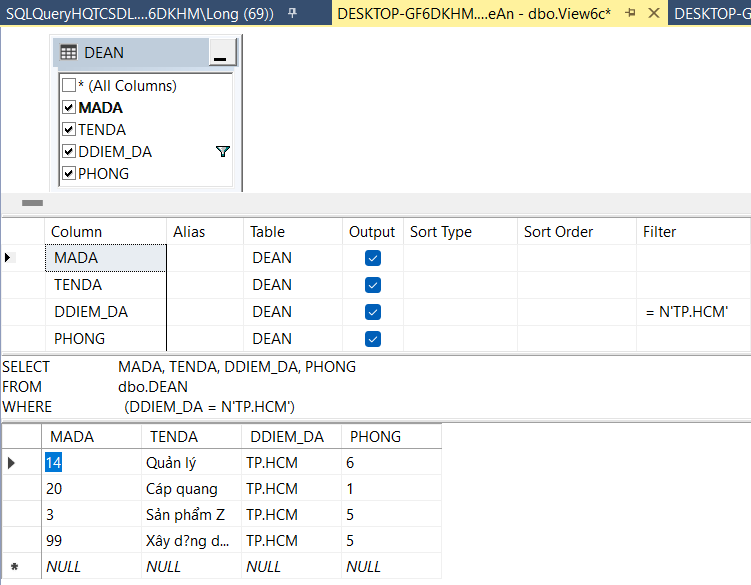 SQLQueryHQTCSDL....6DKHM\Long (69)) DESKTOP-GF6DKHM....eAn - dbo.View6c* DESKTOP-G
DEAN
* (All Columns)
MADA
TENDA
DDIEM_DA
PHONG
Column Alias Table Output Sort Type Sort Order Filter
MADA DEAN
TENDA DEAN
DDIEM_DA DEAN = N'TP.HCM'
PHONG DEAN
SELECT MADA, TENDA, DDIEM_DA, PHONG
FROM dbo.DEAN
WHERE (DDIEM_DA = N'TP.HCM')
MADA TENDA DDIEM_DA PHONG
14 Quản lý TP.HCM 6
20 Cáp quang TP.HCM 1
3 Sản phẩm Z TP.HCM 5
99 Xây d?ng d... TP.HCM 5
* NULL NULL NULL NULL